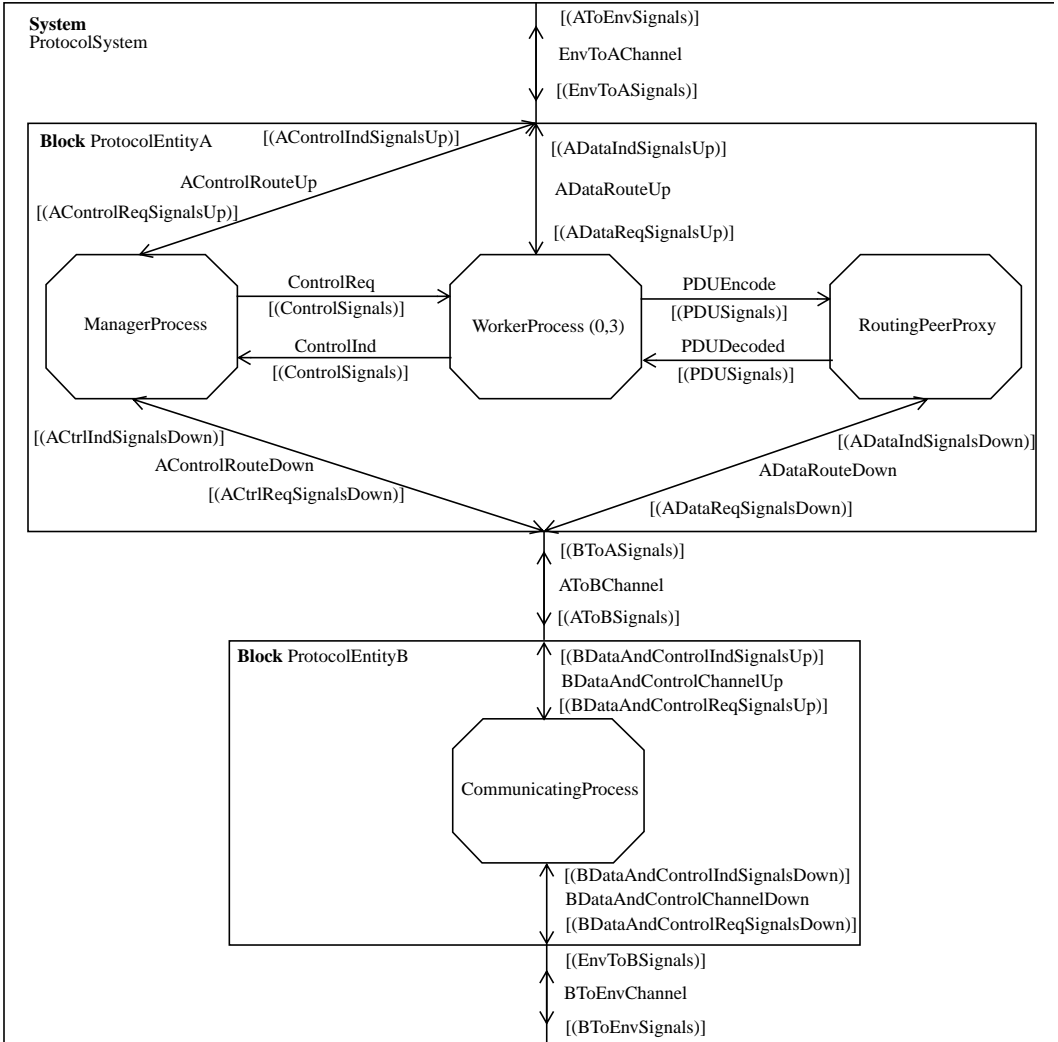 System
ProtocolSystem
[(AToEnvSignals)]
EnvToAChannel
[(EnvToASignals)]
Block ProtocolEntityA
[(AControlIndSignalsUp)]
AControlRouteUp
[(AControlReqSignalsUp)]
[(ADataIndSignalsUp)]
ADataRouteUp
[(ADataReqSignalsUp)]
ManagerProcess
ControlReq
[(ControlSignals)]
ControlInd
[(ControlSignals)]
WorkerProcess (0,3)
PDUEncode
[(PDUSignals)]
PDUDecoded
[(PDUSignals)]
RoutingPeerProxy
[(ACtrlIndSignalsDown)]
AControlRouteDown
[(ACtrlReqSignalsDown)]
[(ADataIndSignalsDown)]
ADataRouteDown
[(ADataReqSignalsDown)]
[(BToASignals)]
AToBChannel
[(AToBSignals)]
Block ProtocolEntityB
[(BDataAndControlIndSignalsUp)]
BDataAndControlChannelUp
[(BDataAndControlReqSignalsUp)]
CommunicatingProcess
[(BDataAndControlIndSignalsDown)]
BDataAndControlChannelDown
[(BDataAndControlReqSignalsDown)]
[(EnvToBSignals)]
BToEnvChannel
[(BToEnvSignals)]